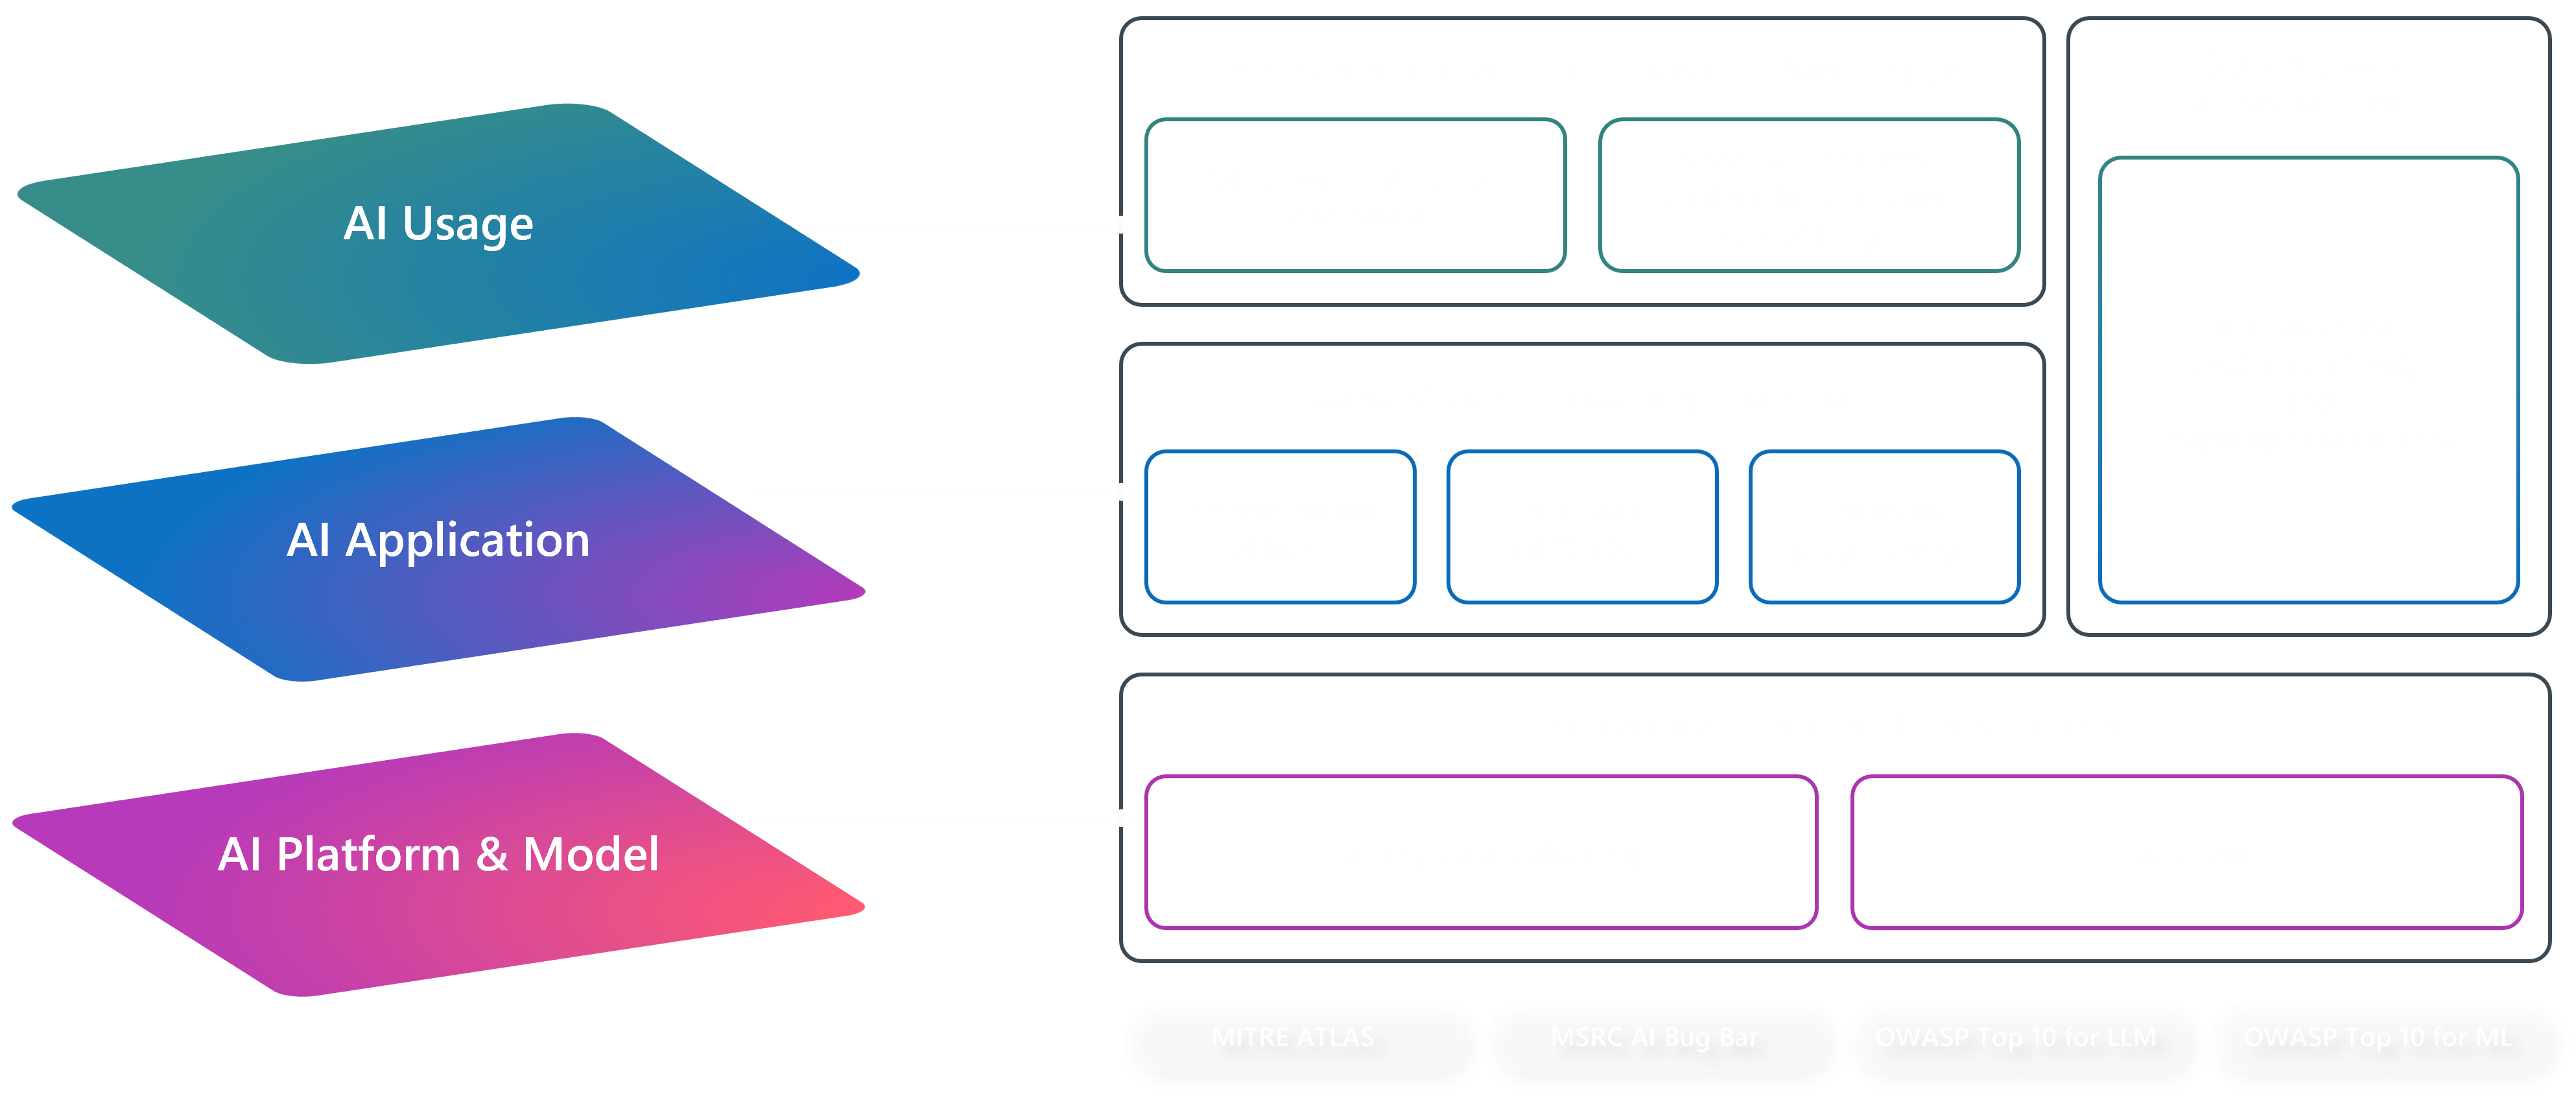 AI Usage
AI Application
AI Platform & Model
MITRE ATLAS
MSRC AI Bug Bar
OWASP Top 10 for LLM
OWASP Top 10 for ML